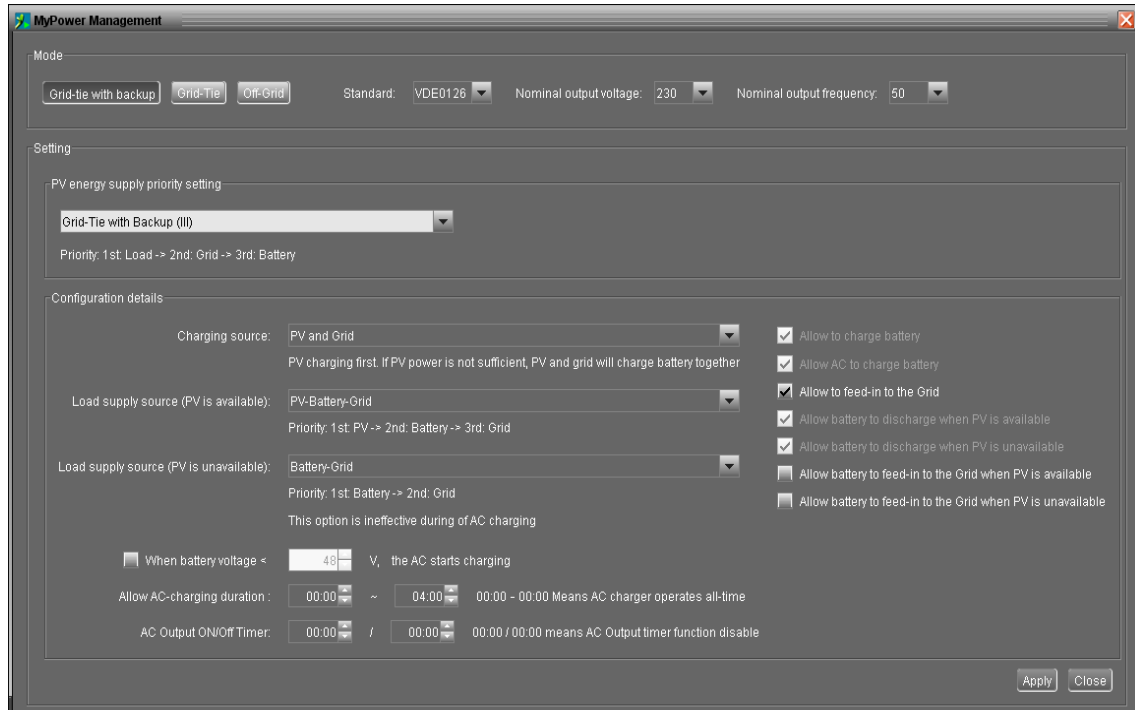 MyPower Management
Mode
Grid-tie with backup Grid-Tie Off-Grid Standard: VDE0126 Nominal output voltage: 230 Nominal output frequency: 50
Setting
PV energy supply priority setting
Grid-Tie with Backup (III)
Priority: 1st: Load -> 2nd: Grid -> 3rd: Battery
Configuration details
Charging source: PV and Grid
PV charging first. If PV power is not sufficient, PV and grid will charge battery together
Load supply source (PV is available): PV-Battery-Grid
Priority: 1st: PV -> 2nd: Battery -> 3rd: Grid
Load supply source (PV is unavailable): Battery-Grid
Priority: 1st: Battery -> 2nd: Grid
This option is ineffective during of AC charging
When battery voltage < 48 V, the AC starts charging
Allow AC-charging duration : 00:00 ~ 04:00 00:00 - 00:00 Means AC charger operates all-time
AC Output ON/Off Timer: 00:00 / 00:00 00:00 / 00:00 means AC Output timer function disable
Allow to charge battery
Allow AC to charge battery
Allow to feed-in to the Grid
Allow battery to discharge when PV is available
Allow battery to discharge when PV is unavailable
Allow battery to feed-in to the Grid when PV is available
Allow battery to feed-in to the Grid when PV is unavailable
Apply Close